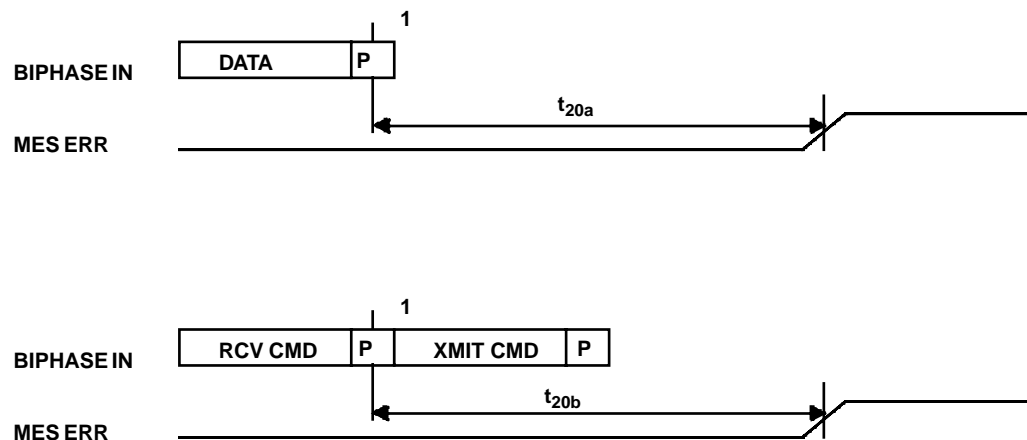 1
BIPHASE IN DATA P
t20a
MES ERR
1
BIPHASE IN RCV CMD P XMIT CMD P
t20b
MES ERR